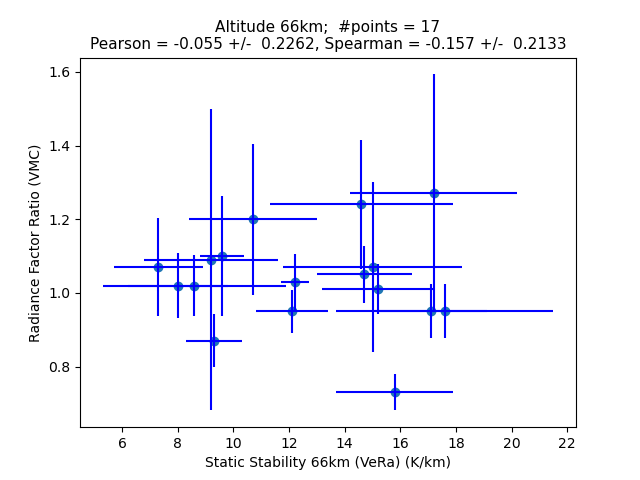 Altitude 66km;  #points = 17
Pearson = -0.055 +/-  0.2262, Spearman = -0.157 +/-  0.2133
1.6
1.4
1.2
1.0
0.8
Radiance Factor Ratio (VMC)
6 8 10 12 14 16 18 20 22
Static Stability 66km (VeRa) (K/km)